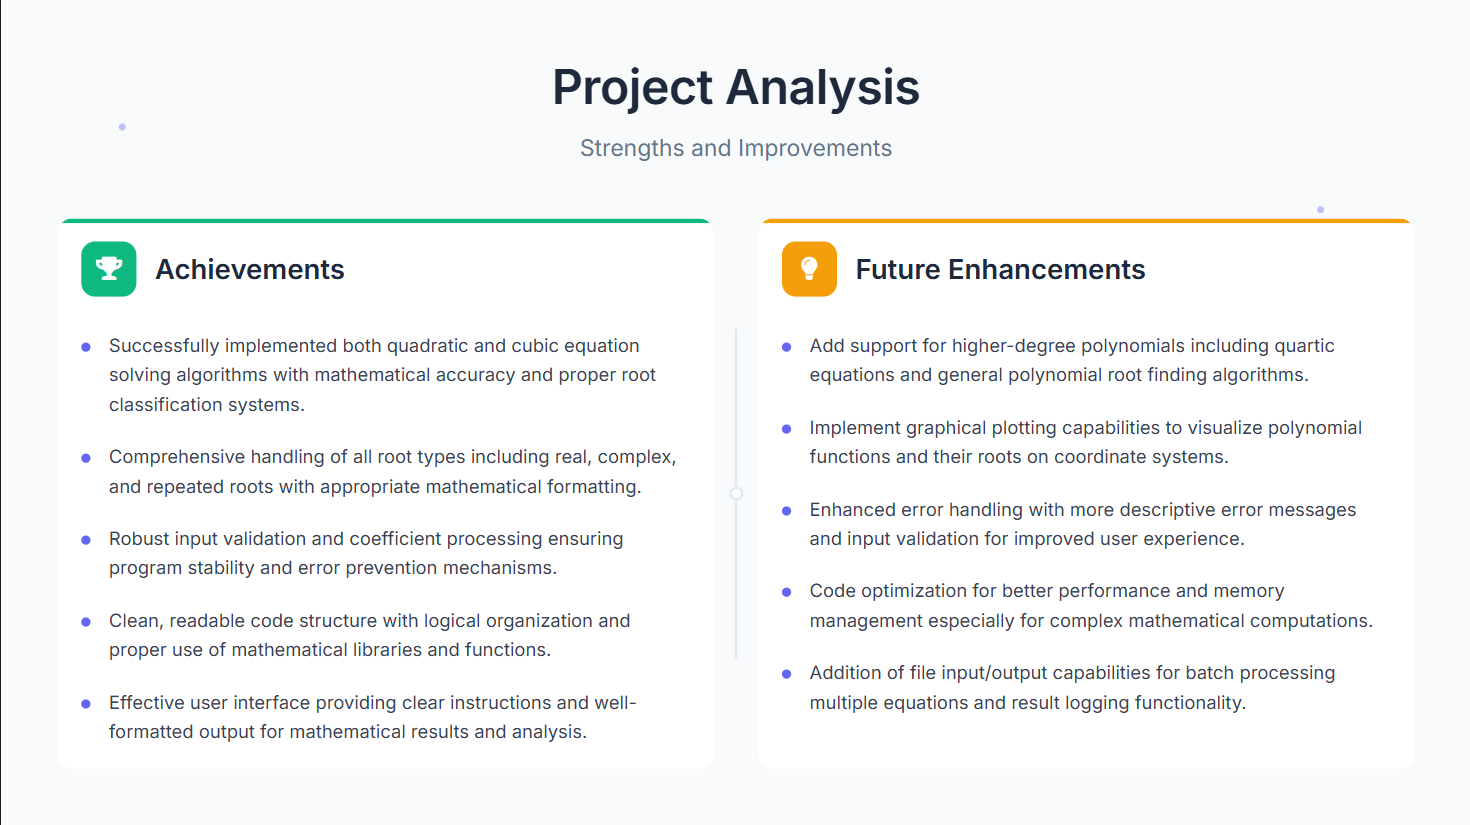 Project Analysis
Strengths and Improvements
Achievements
Successfully implemented both quadratic and cubic equation
solving algorithms with mathematical accuracy and proper root
classification systems.
Comprehensive handling of all root types including real, complex,
and repeated roots with appropriate mathematical formatting.
Robust input validation and coefficient processing ensuring
program stability and error prevention mechanisms.
Clean, readable code structure with logical organization and
proper use of mathematical libraries and functions.
Effective user interface providing clear instructions and well-
formatted output for mathematical results and analysis.
Future Enhancements
Add support for higher-degree polynomials including quartic
equations and general polynomial root finding algorithms.
Implement graphical plotting capabilities to visualize polynomial
functions and their roots on coordinate systems.
Enhanced error handling with more descriptive error messages
and input validation for improved user experience.
Code optimization for better performance and memory
management especially for complex mathematical computations.
Addition of file input/output capabilities for batch processing
multiple equations and result logging functionality.